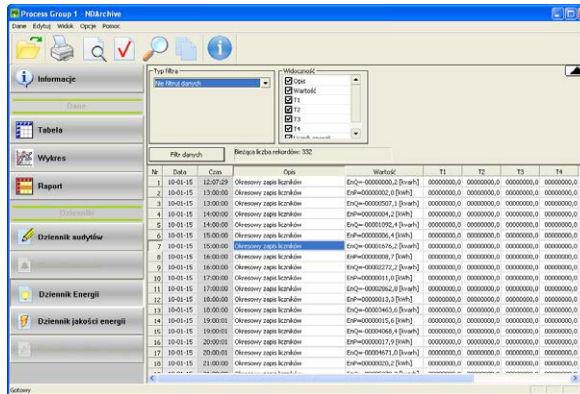 Process Group 1 - NDArchive
Dane Edytuj Widok Opcje Pomoc
Informacje
Dane
Tabela
Wykres
Raport
Dzienniki
Dziennik audytów
Dziennik Energii
Dziennik jakości energii
Typ filtra
Nie filtruj danych
Widoczność
Opis
Wartość
T1
T2
T3
T4
Filtr danych
Bieżąca liczba rekordów: 332
Nr Data Czas Opis Wartość T1 T2 T3 T4
1 10-01-15 12:07:29 Okresowy zapis liczników EnQ=-00000000,2 [kvarh] 00000000,0 00000000,0 00000000,0 00000000,0
2 10-01-15 13:00:00 Okresowy zapis liczników EnP=00000002,0 [kWh] 00000000,0 00000000,0 00000000,0 00000000,0
3 10-01-15 13:00:00 Okresowy zapis liczników EnQ=-00000507,1 [kvarh] 00000000,0 00000000,0 00000000,0 00000000,0
4 10-01-15 14:00:00 Okresowy zapis liczników EnP=00000004,2 [kWh] 00000000,0 00000000,0 00000000,0 00000000,0
5 10-01-15 14:00:00 Okresowy zapis liczników EnQ=-00001092,4 [kvarh] 00000000,0 00000000,0 00000000,0 00000000,0
6 10-01-15 15:00:00 Okresowy zapis liczników EnP=00000006,4 [kWh] 00000000,0 00000000,0 00000000,0 00000000,0
7 10-01-15 15:00:00 Okresowy zapis liczników EnQ=-00001676,2 [kvarh] 00000000,0 00000000,0 00000000,0 00000000,0
8 10-01-15 16:00:00 Okresowy zapis liczników EnP=00000008,7 [kWh] 00000000,0 00000000,0 00000000,0 00000000,0
9 10-01-15 16:00:00 Okresowy zapis liczników EnQ=-00002272,2 [kvarh] 00000000,0 00000000,0 00000000,0 00000000,0
10 10-01-15 17:00:00 Okresowy zapis liczników EnP=00000011,0 [kWh] 00000000,0 00000000,0 00000000,0 00000000,0
11 10-01-15 17:00:00 Okresowy zapis liczników EnQ=-00002862,8 [kvarh] 00000000,0 00000000,0 00000000,0 00000000,0
12 10-01-15 18:00:00 Okresowy zapis liczników EnP=00000013,3 [kWh] 00000000,0 00000000,0 00000000,0 00000000,0
13 10-01-15 18:00:00 Okresowy zapis liczników EnQ=-00003463,6 [kvarh] 00000000,0 00000000,0 00000000,0 00000000,0
14 10-01-15 19:00:01 Okresowy zapis liczników EnP=00000015,6 [kWh] 00000000,0 00000000,0 00000000,0 00000000,0
15 10-01-15 19:00:01 Okresowy zapis liczników EnQ=-00004068,4 [kvarh] 00000000,0 00000000,0 00000000,0 00000000,0
16 10-01-15 20:00:01 Okresowy zapis liczników EnP=00000017,9 [kWh] 00000000,0 00000000,0 00000000,0 00000000,0
17 10-01-15 20:00:01 Okresowy zapis liczników EnQ=-00004671,0 [kvarh] 00000000,0 00000000,0 00000000,0 00000000,0
18 10-01-15 21:00:00 Okresowy zapis liczników EnP=00000020,2 [kWh] 00000000,0 00000000,0 00000000,0 00000000,0
Gotowy